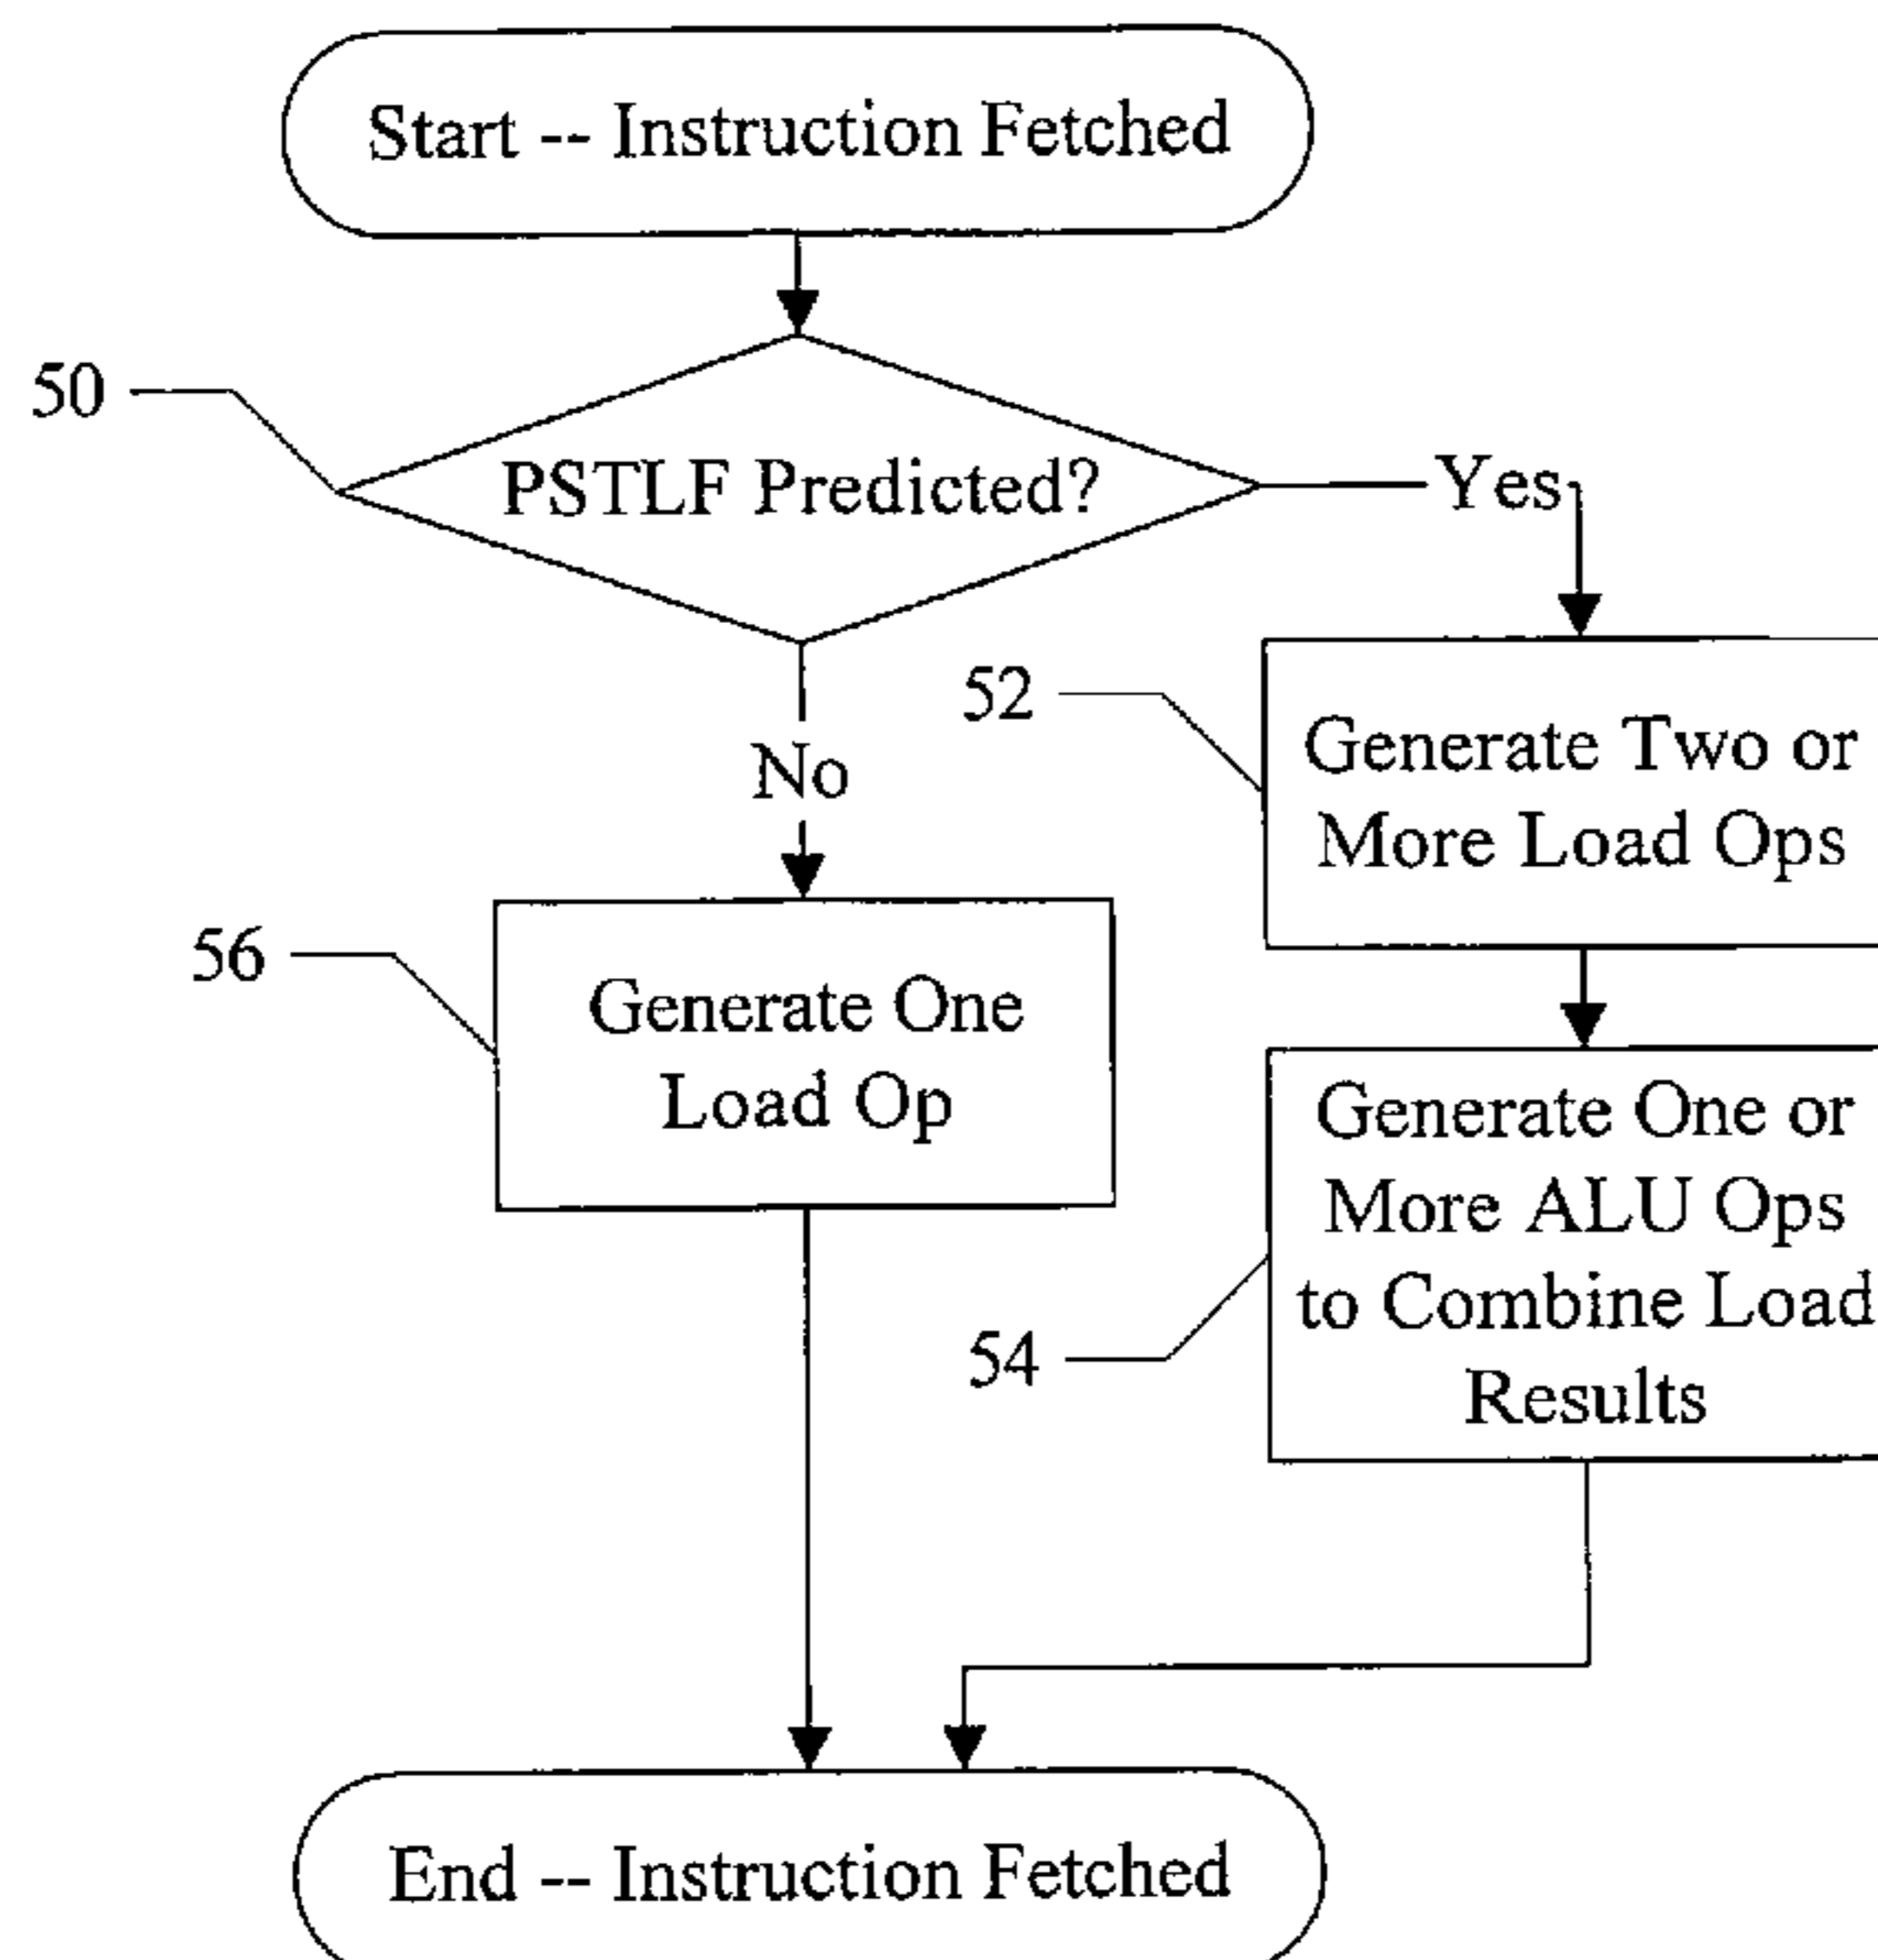 Start -- Instruction Fetched
50
PSTLF Predicted?
Yes
No
52
Generate Two or
More Load Ops
56
Generate One
Load Op
54
Generate One or
More ALU Ops
to Combine Load
Results
End -- Instruction Fetched